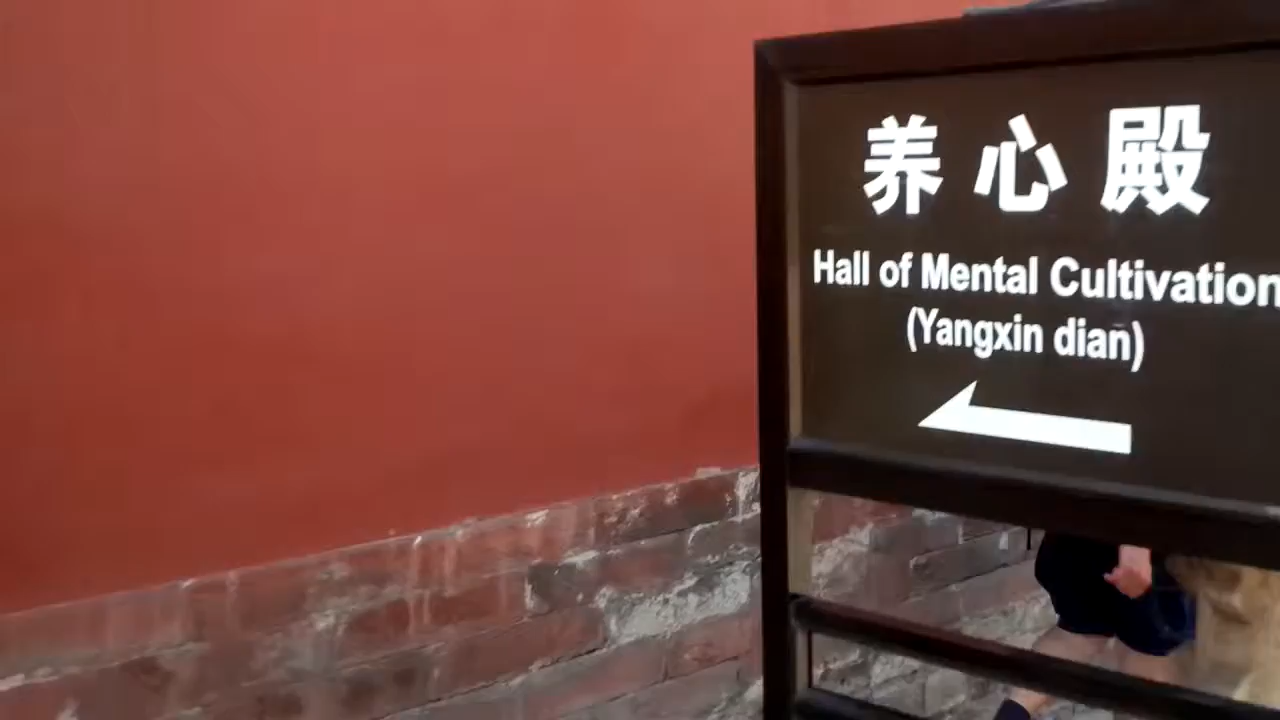 养心殿
Hall of Mental Cultivation
(Yangxin dian)